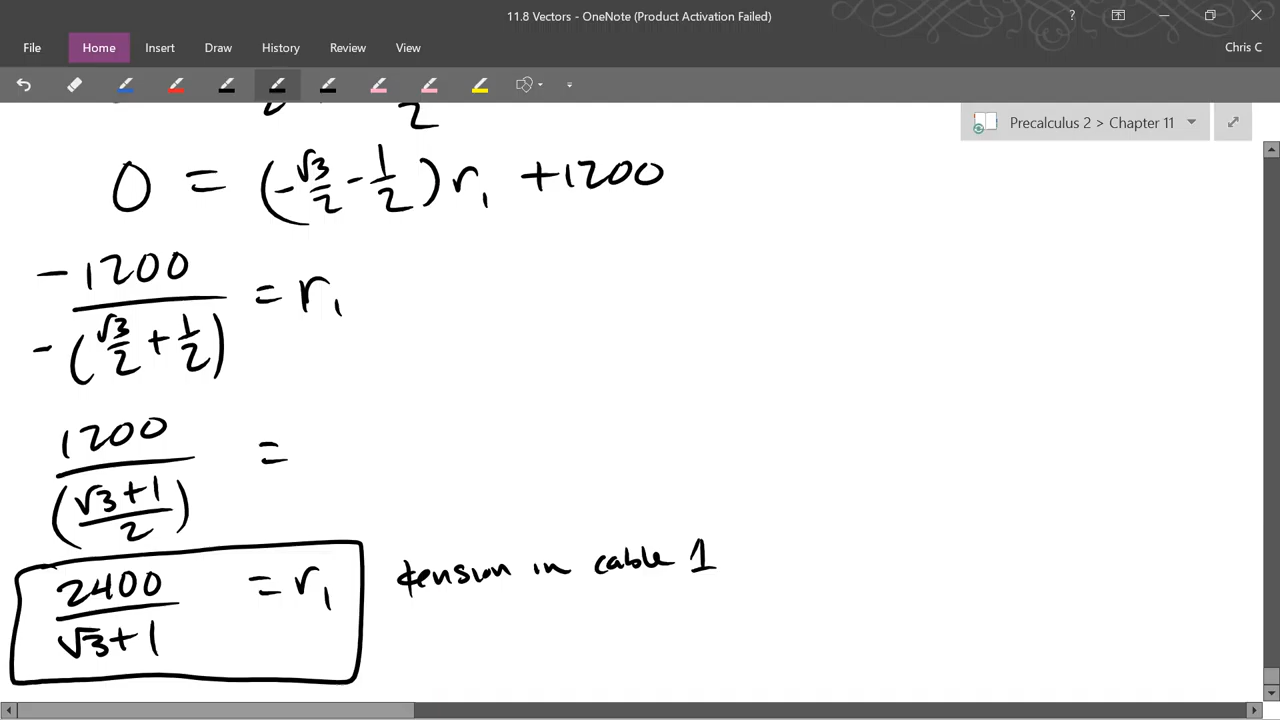 11.8 Vectors - OneNote (Product Activation Failed)
File Home Insert Draw History Review View Chris C
Precalculus 2 > Chapter 11
2
0 = (-√3/2 - 1/2) r₁ + 1200
-1200 / -(√3/2 + 1/2) = r₁
1200 / ((√3+1)/2) =
2400 / (√3+1) = r₁ tension in cable 1